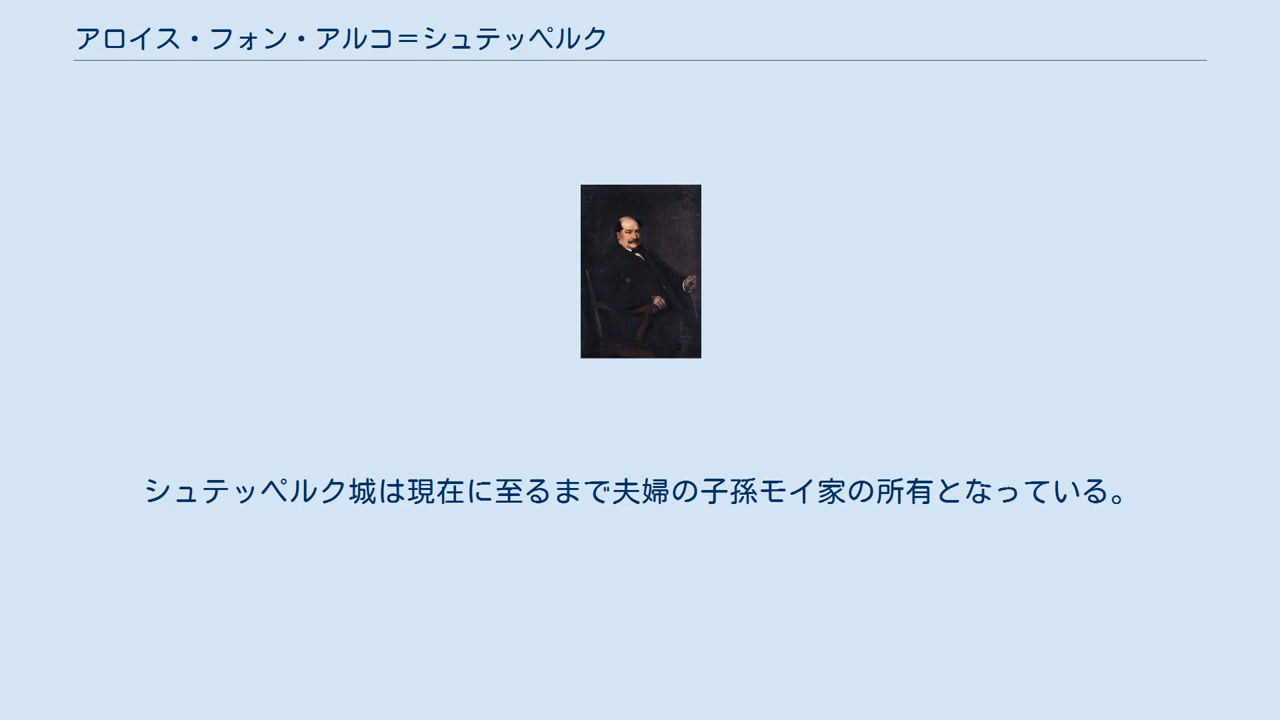 アロイス・フォン・アルコ＝シュテッペルク
シュテッペルク城は現在に至るまで夫婦の子孫モイ家の所有となっている。